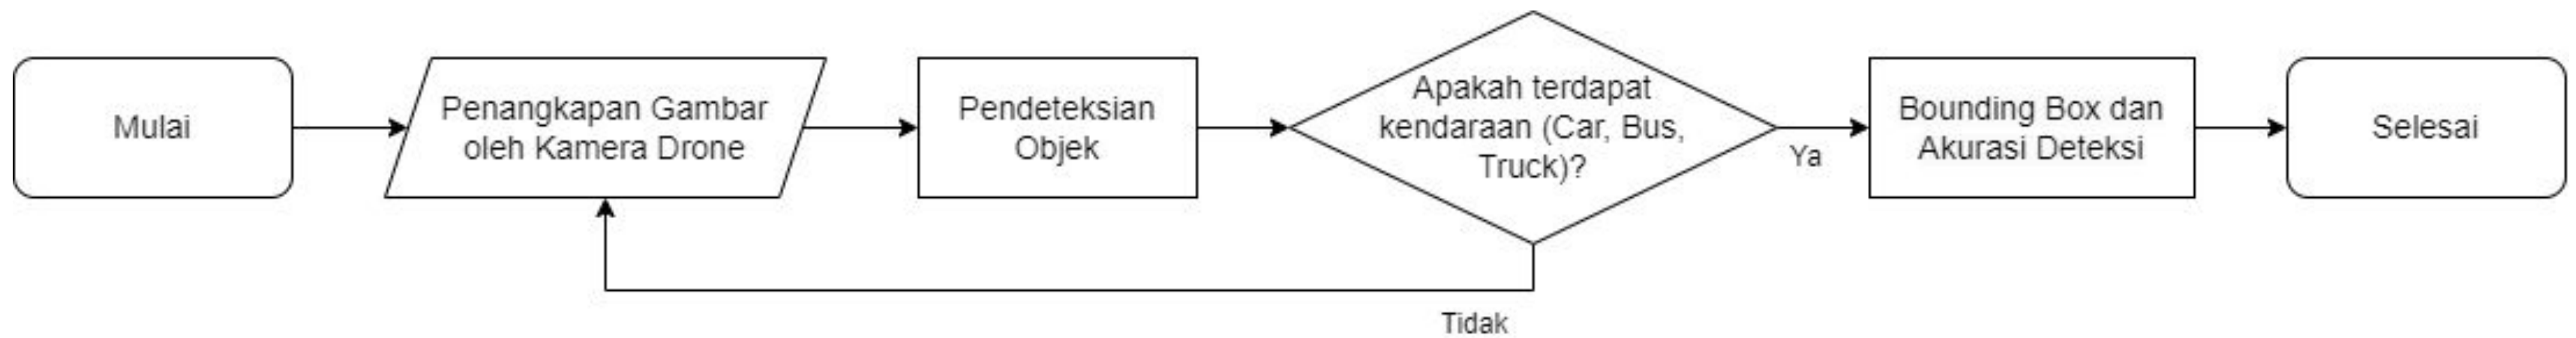 Mulai
Penangkapan Gambar
oleh Kamera Drone
Pendeteksian
Objek
Apakah terdapat
kendaraan (Car, Bus,
Truck)?
Ya
Bounding Box dan
Akurasi Deteksi
Selesai
Tidak